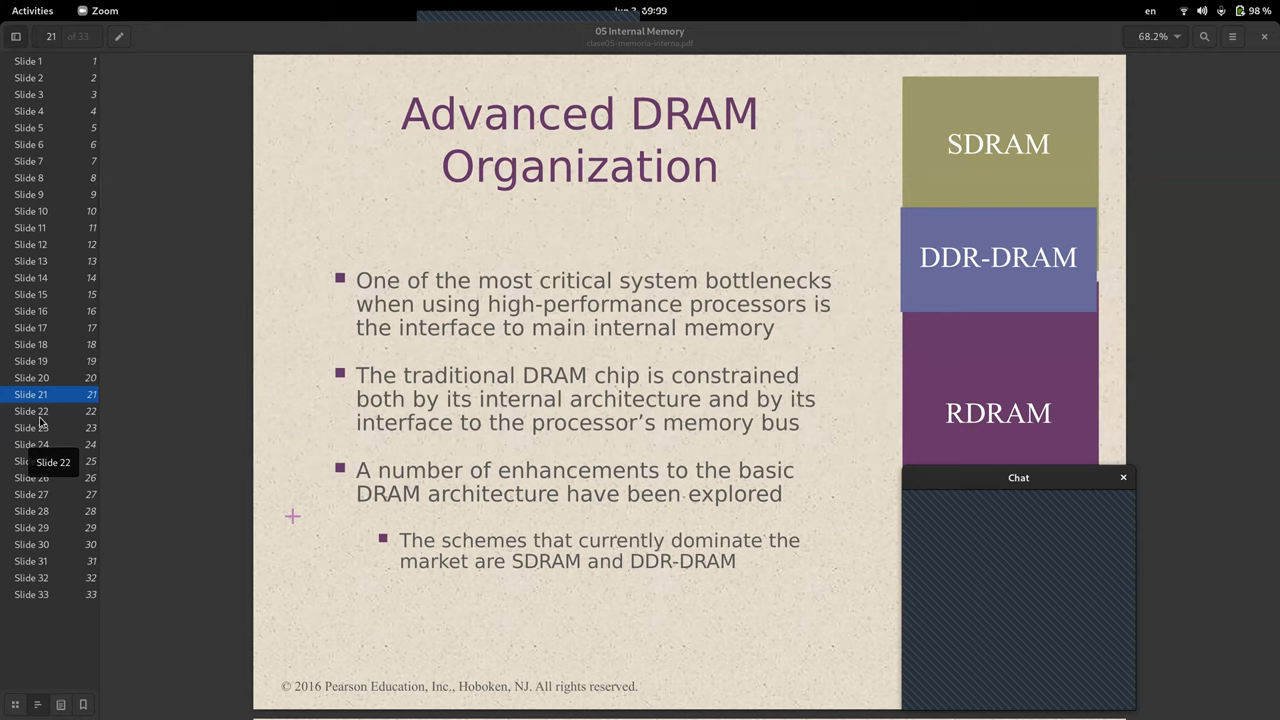 Activities
Zoom
en
98 %
21
of 33
05 Internal Memory
clase05-memoria-interna.pdf
68.2%
Slide 1 1
Slide 2 2
Slide 3 3
Slide 4 4
Slide 5 5
Slide 6 6
Slide 7 7
Slide 8 8
Slide 9 9
Slide 10 10
Slide 11 11
Slide 12 12
Slide 13 13
Slide 14 14
Slide 15 15
Slide 16 16
Slide 17 17
Slide 18 18
Slide 19 19
Slide 20 20
Slide 21 21
Slide 22 22
Slide 23 23
Slide 24 24
25
Slide 22
Slide 26 26
Slide 27 27
Slide 28 28
Slide 29 29
Slide 30 30
Slide 31 31
Slide 32 32
Slide 33 33
Advanced DRAM
Organization
One of the most critical system bottlenecks
when using high-performance processors is
the interface to main internal memory
The traditional DRAM chip is constrained
both by its internal architecture and by its
interface to the processor’s memory bus
A number of enhancements to the basic
DRAM architecture have been explored
The schemes that currently dominate the
market are SDRAM and DDR-DRAM
© 2016 Pearson Education, Inc., Hoboken, NJ. All rights reserved.
SDRAM
DDR-DRAM
RDRAM
Chat